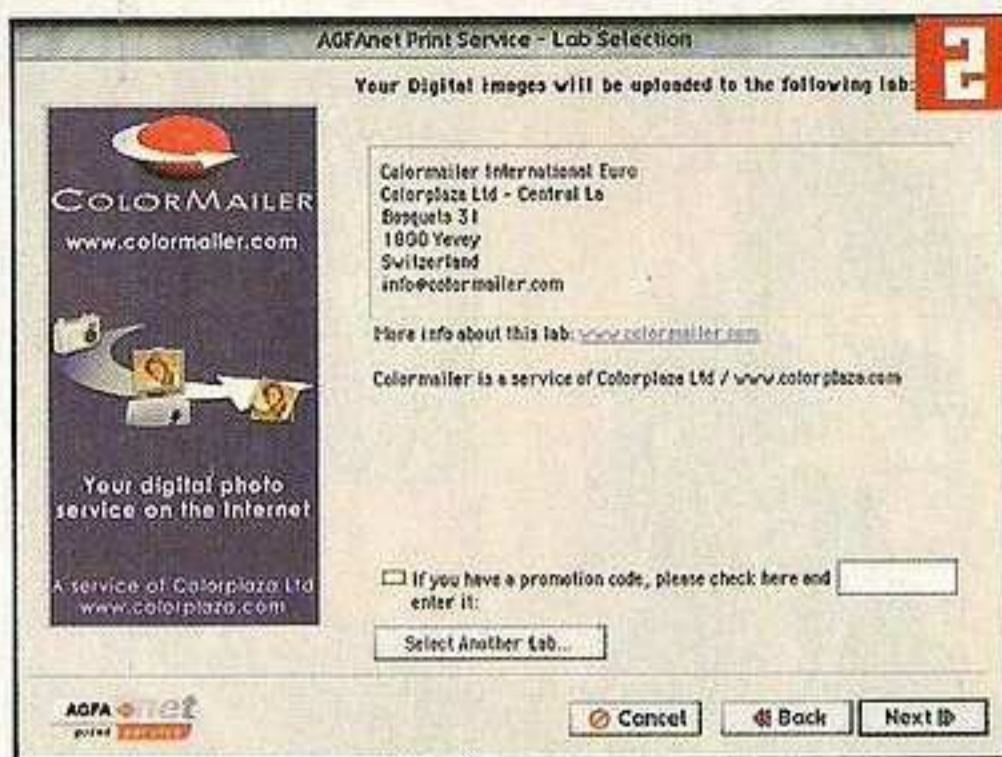 AGFAnet Print Service - Lab Selection
2
Your Digital images will be uploaded to the following lab:
COLORMAILER
www.colormailer.com
Your digital photo
service on the Internet
A service of Colorplaza Ltd
www.colorplaza.com
Colormailer International Euro
Colorplaza Ltd - Central La
Bosquets 31
1800 Vevey
Switzerland
info@colormailer.com
More info about this lab: www.colormailer.com
Colormailer is a service of Colorplaza Ltd / www.colorplaza.com
If you have a promotion code, please check here and
enter it:
Select Another Lab...
AGFA net
print service
Cancel
Back
Next